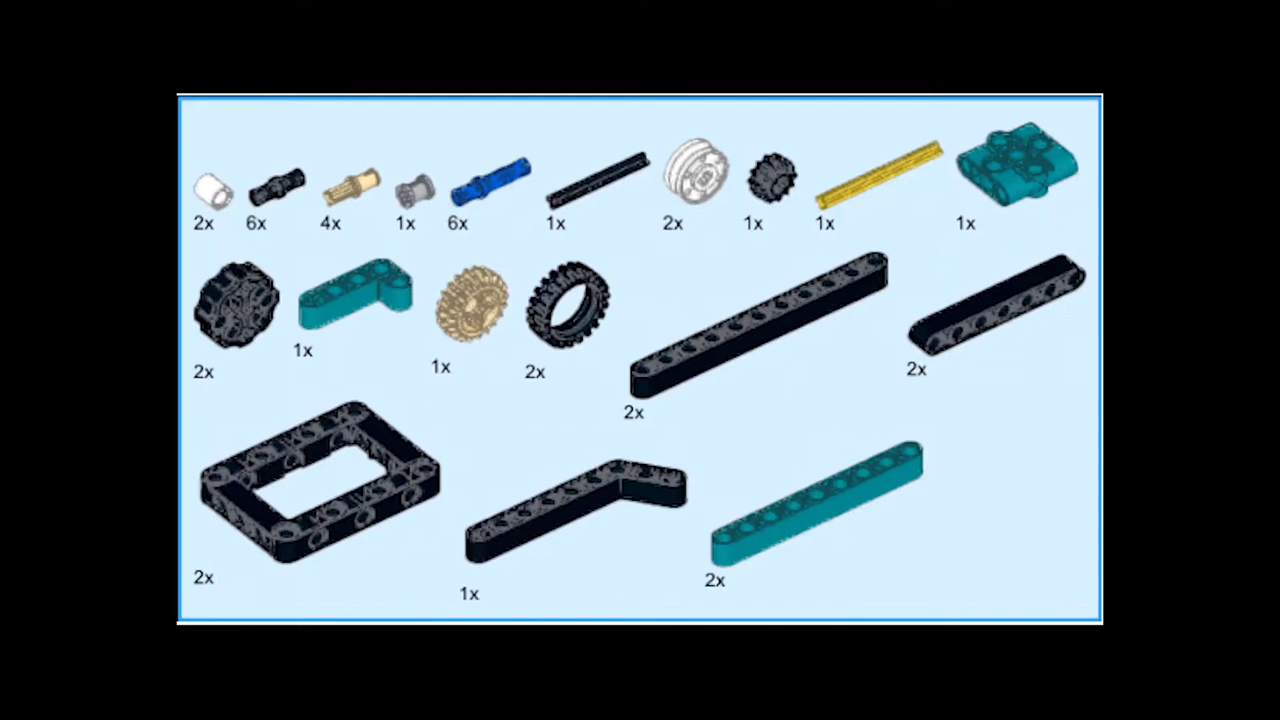 2x 6x 4x 1x 6x 1x 2x 1x 1x 1x
2x 1x 1x 2x 2x 2x
2x 1x 2x